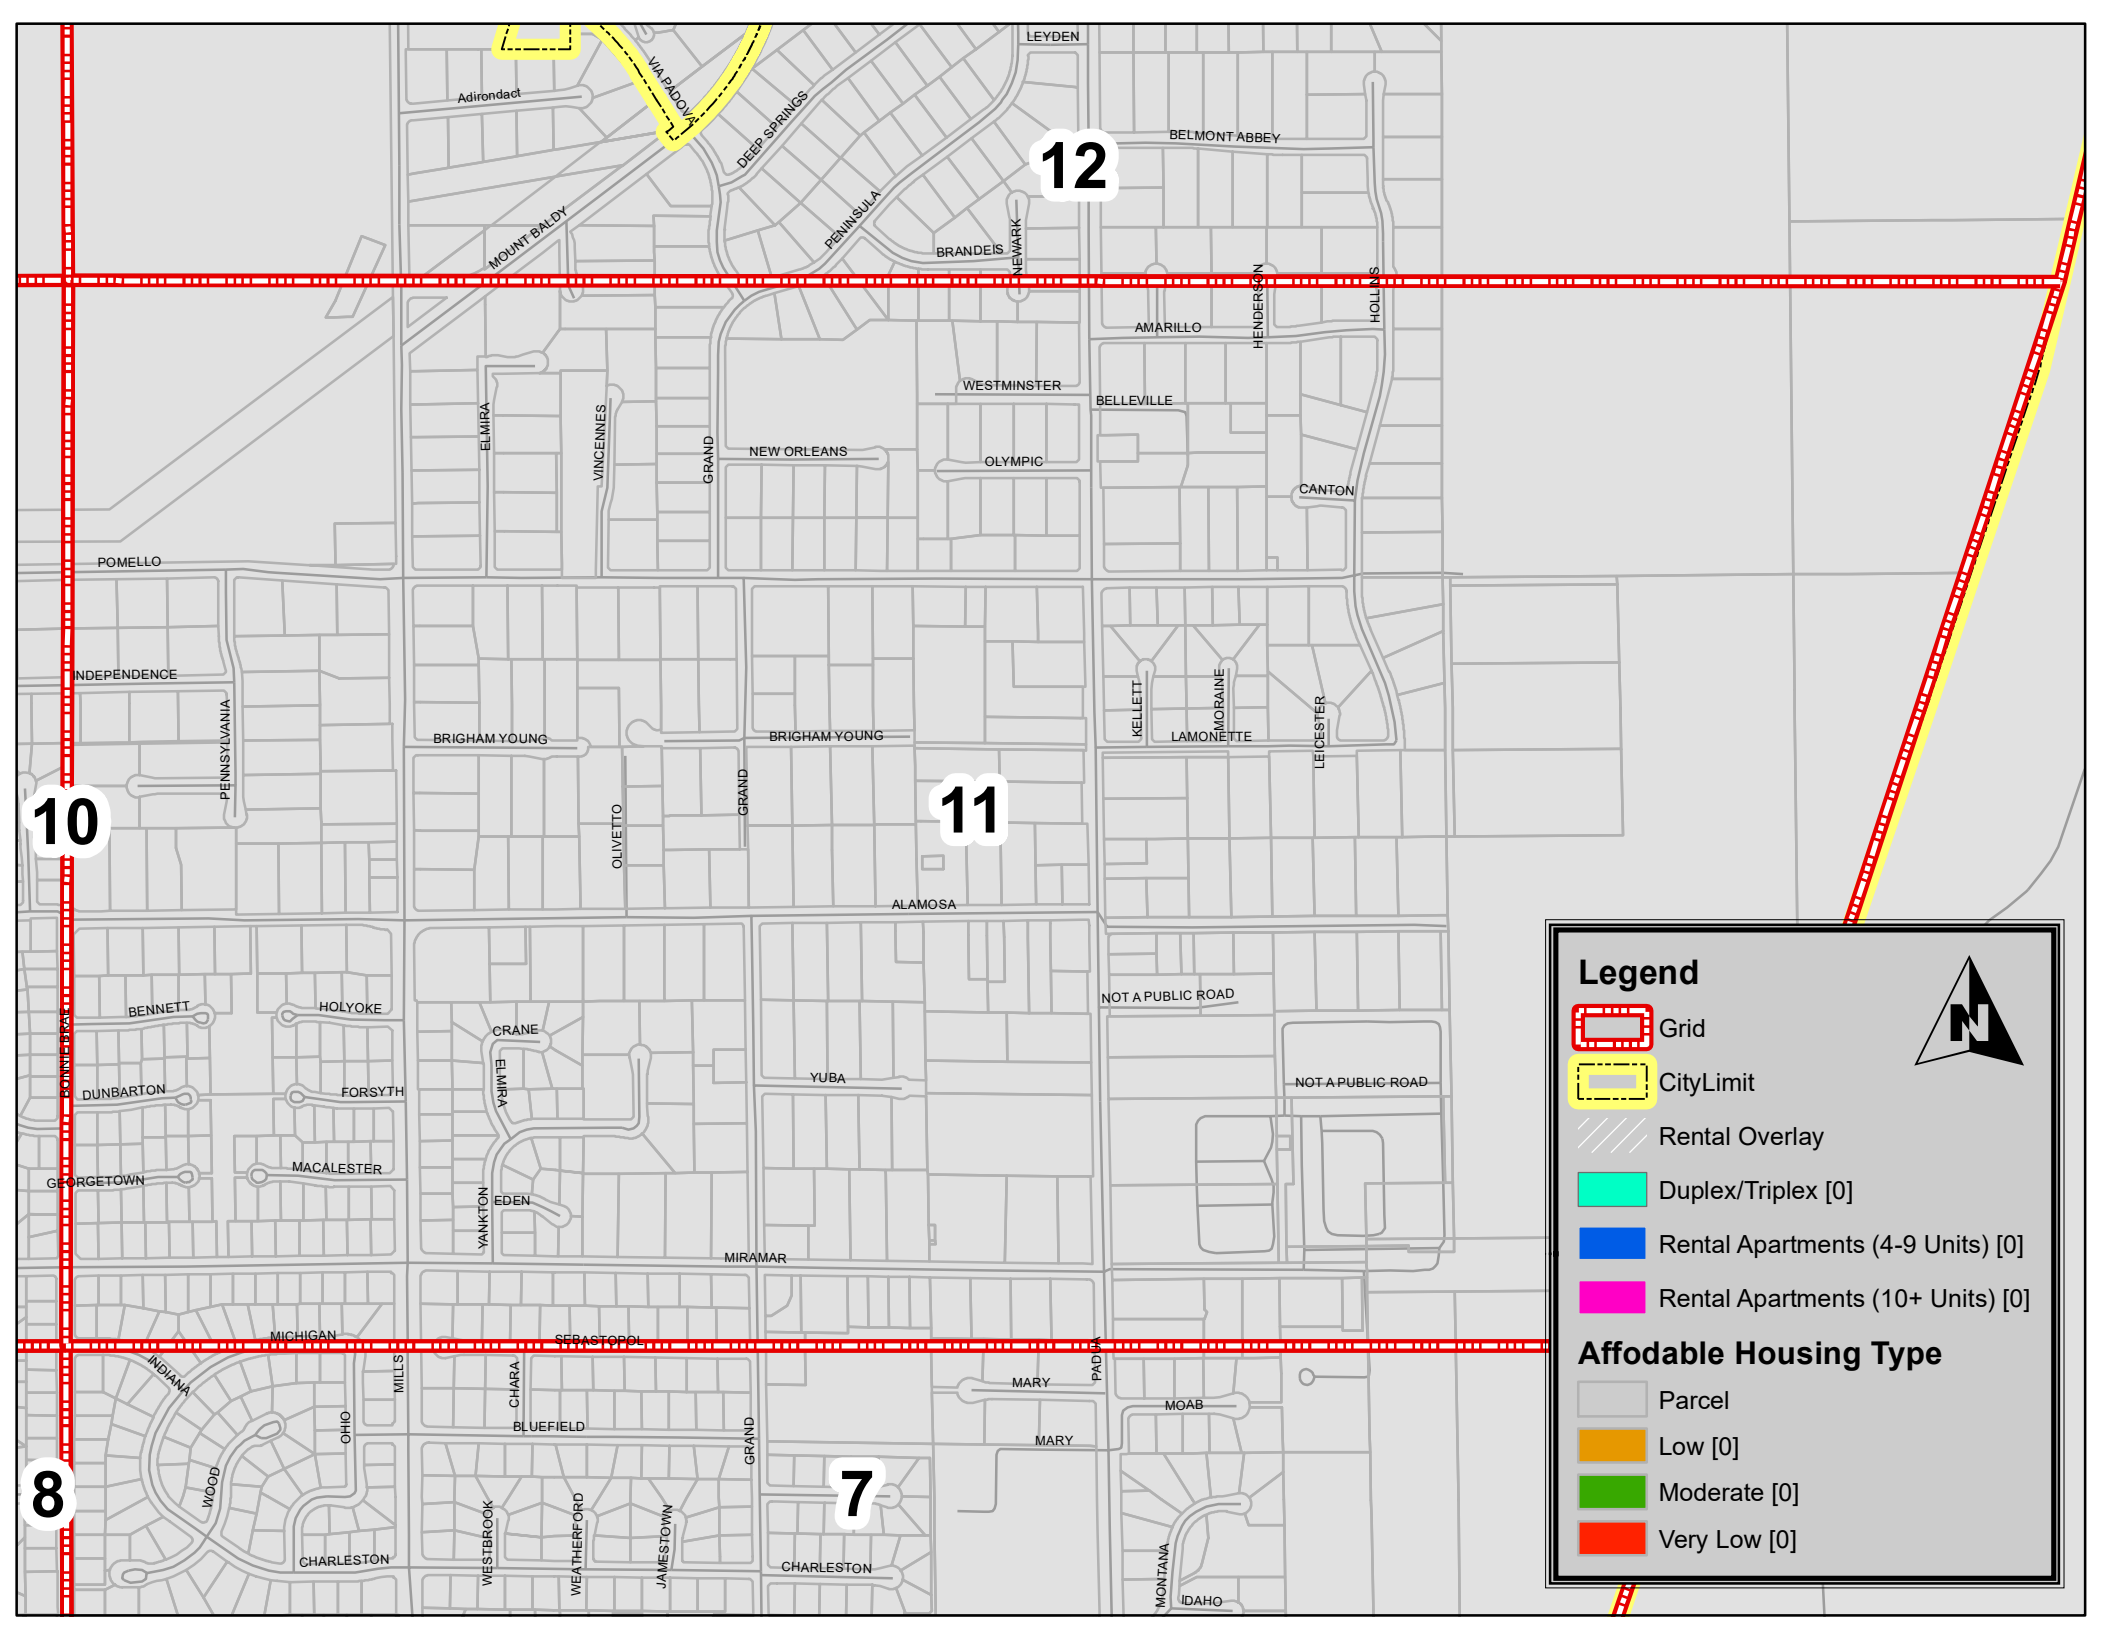 LEYDEN
VIA PADOVA
Adirondact
DEEP SPRINGS
BELMONT ABBEY
12
PENINSULA
MOUNT BALDY
BRANDEIS
NEWARK
HENDERSON
HOLLINS
AMARILLO
WESTMINSTER
BELLEVILLE
ELMIRA
VINCENNES
GRAND
NEW ORLEANS
OLYMPIC
CANTON
POMELLO
INDEPENDENCE
PENNSYLVANIA
KELLETT
MORAINE
LEICESTER
LAMONETTE
BRIGHAM YOUNG
BRIGHAM YOUNG
GRAND
OLIVETTO
10
11
ALAMOSA
BENNETT
HOLYOKE
BONNIE BRAE
CRANE
ELMIRA
NOT A PUBLIC ROAD
DUNBARTON
FORSYTH
YUBA
NOT A PUBLIC ROAD
GEORGETOWN
MACALESTER
YANKTON
EDEN
MIRAMAR
MICHIGAN
SEBASTOPOL
PADUA
INDIANA
MILLS
CHARA
MARY
MOAB
OHIO
BLUEFIELD
GRAND
MARY
8
WOOD
7
WESTBROOK
WEATHERFORD
JAMESTOWN
CHARLESTON
CHARLESTON
MONTANA
IDAHO
Legend
N
Grid
CityLimit
Rental Overlay
Duplex/Triplex [0]
Rental Apartments (4-9 Units) [0]
Rental Apartments (10+ Units) [0]
Affodable Housing Type
Parcel
Low [0]
Moderate [0]
Very Low [0]